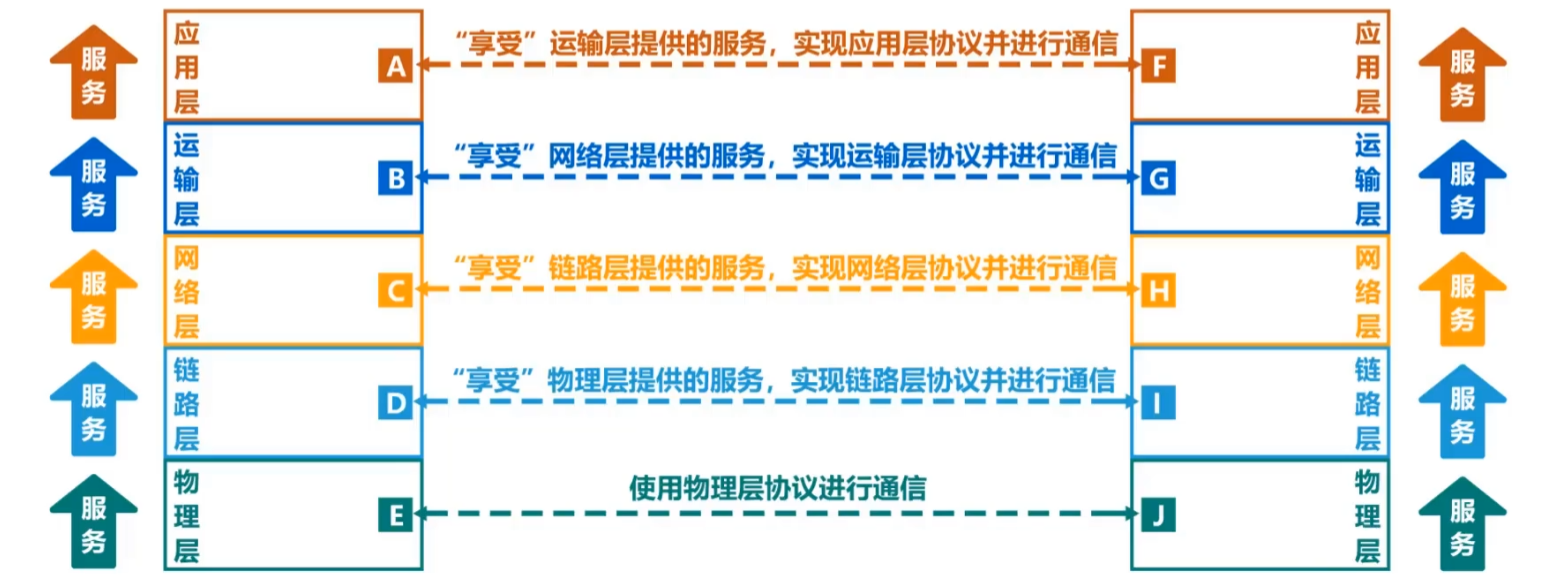 服务
应用层
A
“享受”运输层提供的服务，实现应用层协议并进行通信
F
应用层
服务
服务
运输层
B
“享受”网络层提供的服务，实现运输层协议并进行通信
G
运输层
服务
服务
网络层
C
“享受”链路层提供的服务，实现网络层协议并进行通信
H
网络层
服务
服务
链路层
D
“享受”物理层提供的服务，实现链路层协议并进行通信
I
链路层
服务
服务
物理层
E
使用物理层协议进行通信
J
物理层
服务